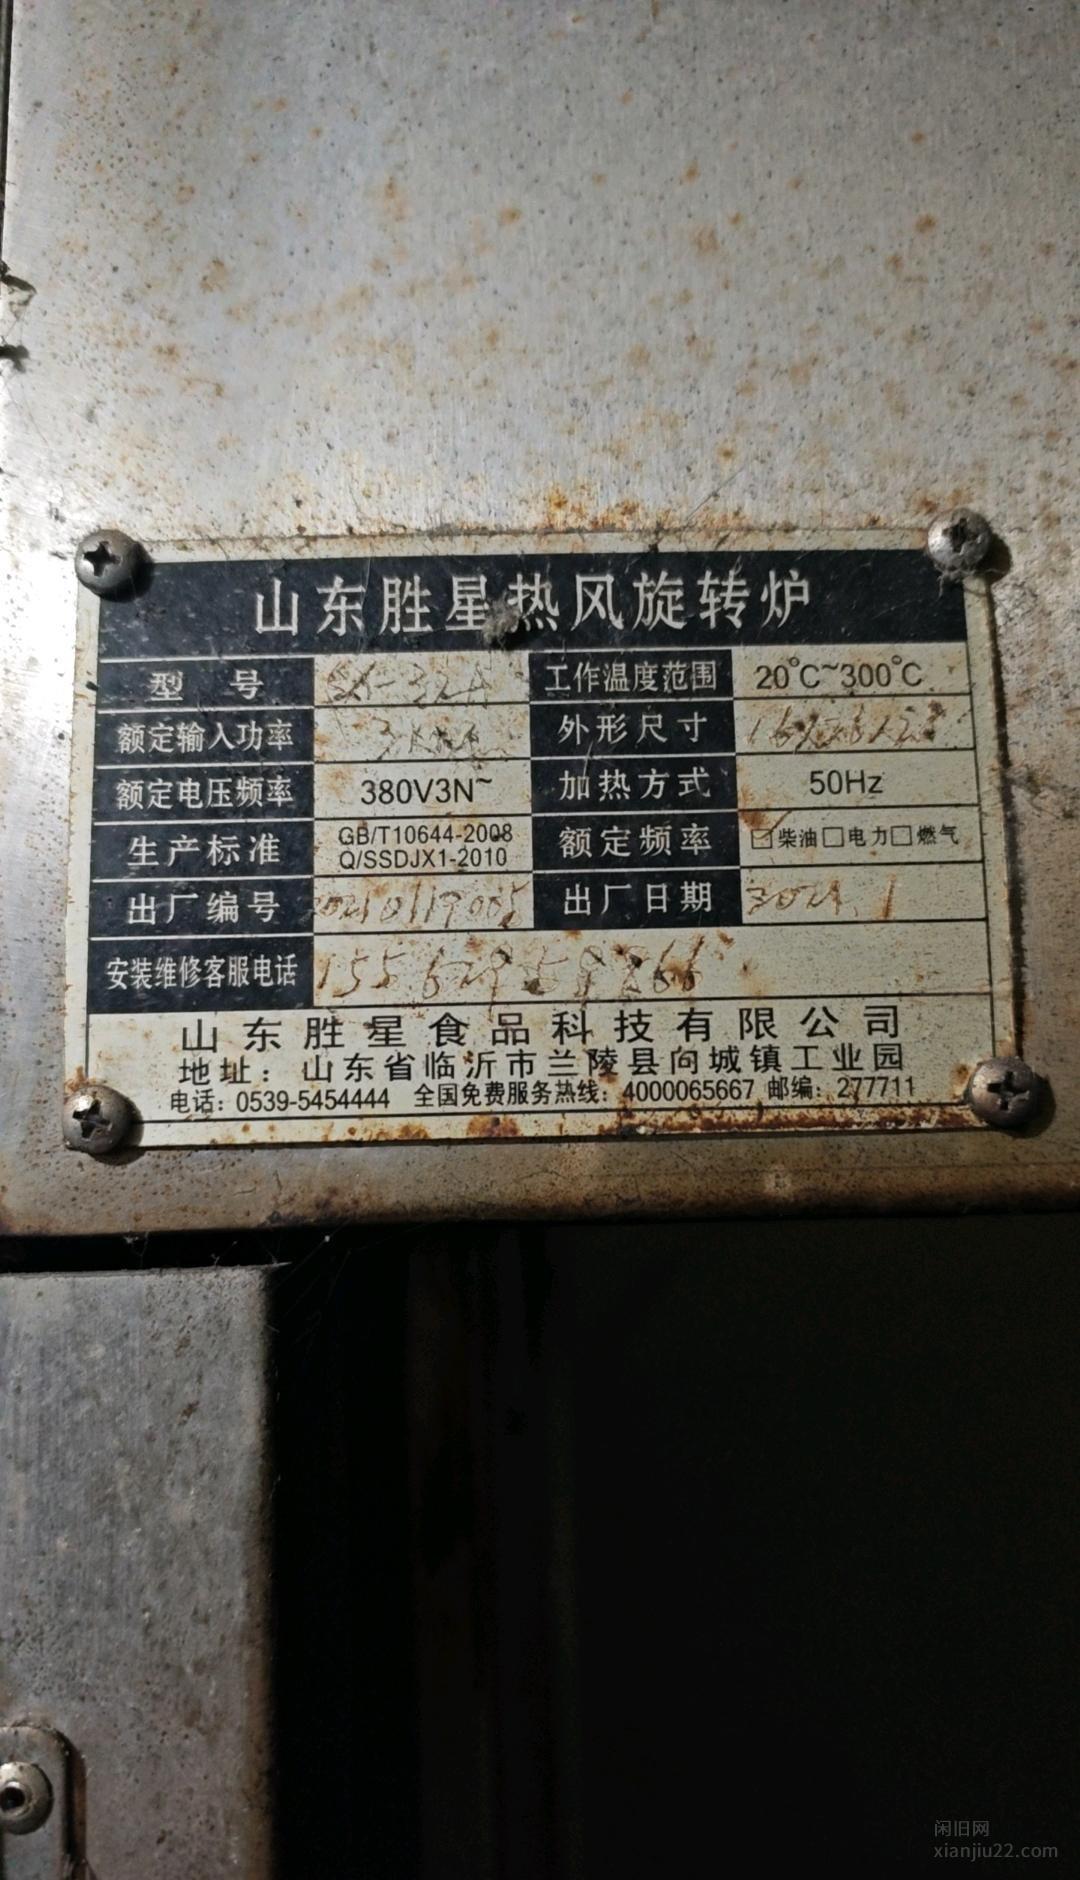 山东胜星热风旋转炉
型号 SX-32A 工作温度范围 20℃~300℃
额定输入功率 外形尺寸
额定电压频率 380V3N~ 加热方式 50Hz
生产标准 GB/T10644-2008 Q/SSDJX1-2010 额定频率 ☑柴油□电力□燃气
出厂编号 20210119005 出厂日期 2021.1
安装维修客服电话
山东胜星食品科技有限公司
地址：山东省临沂市兰陵县向城镇工业园
电话：0539-5454444 全国免费服务热线：4000065667 邮编：277711
闲旧网
xianjiu22.com